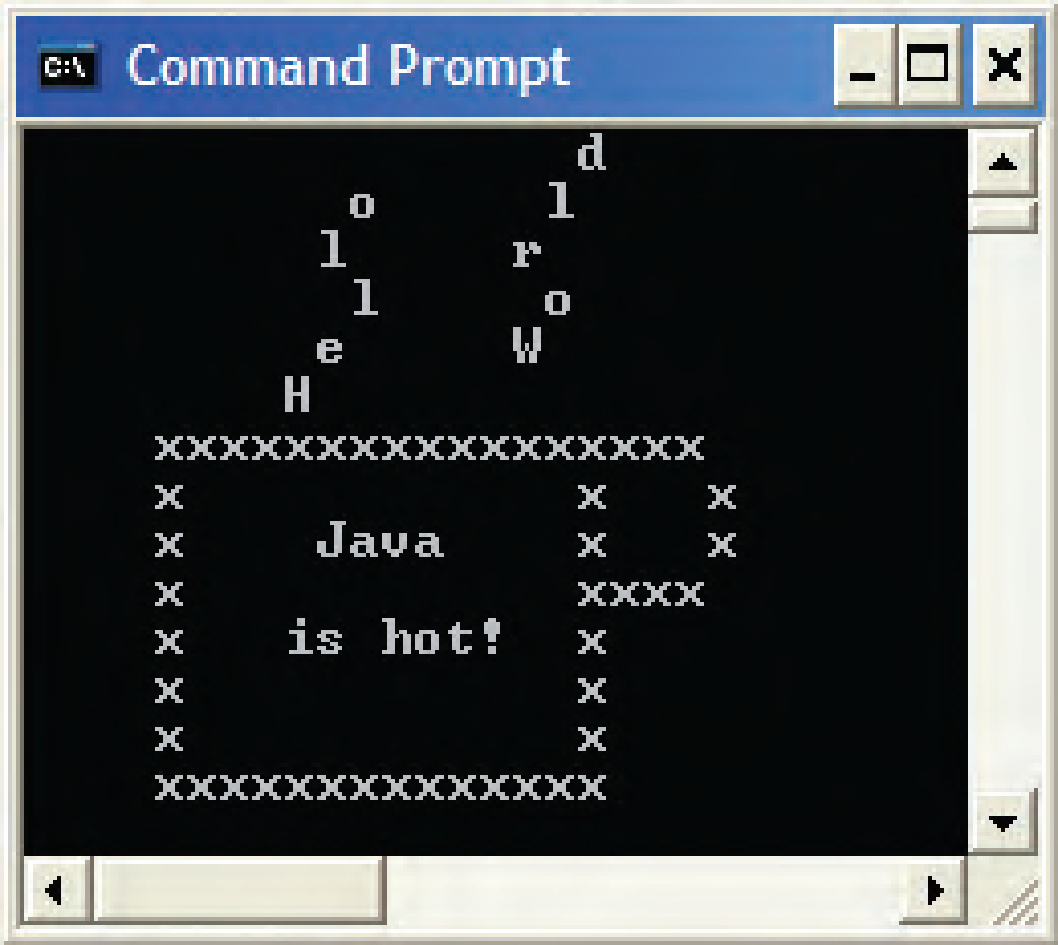 C:\ Command Prompt
                 d
          o     l
         l     r
          l     o
         e     W
        H
    xxxxxxxxxxxxxxxxx
    x            x   x
    x    Java    x   x
    x            xxxx
    x   is hot!  x
    x            x
    x            x
    xxxxxxxxxxxxxx